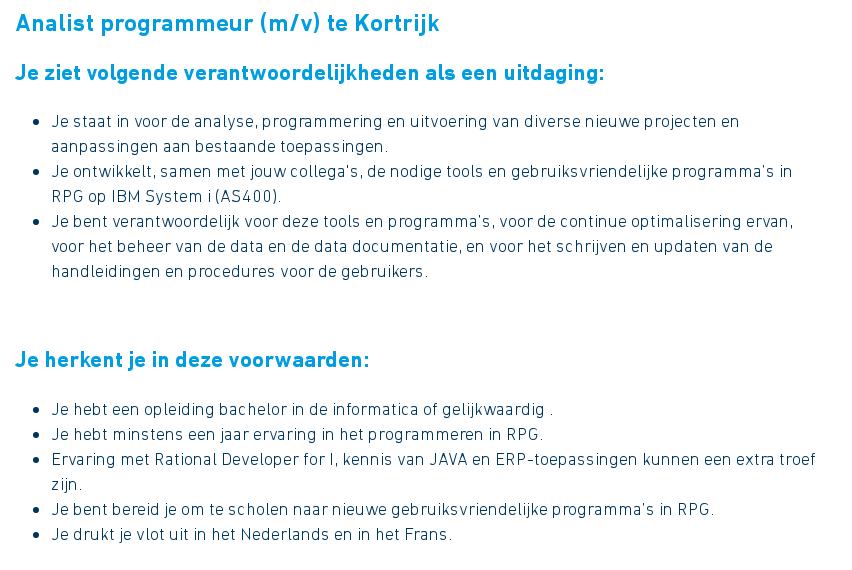 Analist programmeur (m/v) te Kortrijk
Je ziet volgende verantwoordelijkheden als een uitdaging:
• Je staat in voor de analyse, programmering en uitvoering van diverse nieuwe projecten en
aanpassingen aan bestaande toepassingen.
• Je ontwikkelt, samen met jouw collega's, de nodige tools en gebruiksvriendelijke programma's in
RPG op IBM System i (AS400).
• Je bent verantwoordelijk voor deze tools en programma's, voor de continue optimalisering ervan,
voor het beheer van de data en de data documentatie, en voor het schrijven en updaten van de
handleidingen en procedures voor de gebruikers.
Je herkent je in deze voorwaarden:
• Je hebt een opleiding bachelor in de informatica of gelijkwaardig .
• Je hebt minstens een jaar ervaring in het programmeren in RPG.
• Ervaring met Rational Developer for I, kennis van JAVA en ERP-toepassingen kunnen een extra troef
zijn.
• Je bent bereid je om te scholen naar nieuwe gebruiksvriendelijke programma's in RPG.
• Je drukt je vlot uit in het Nederlands en in het Frans.